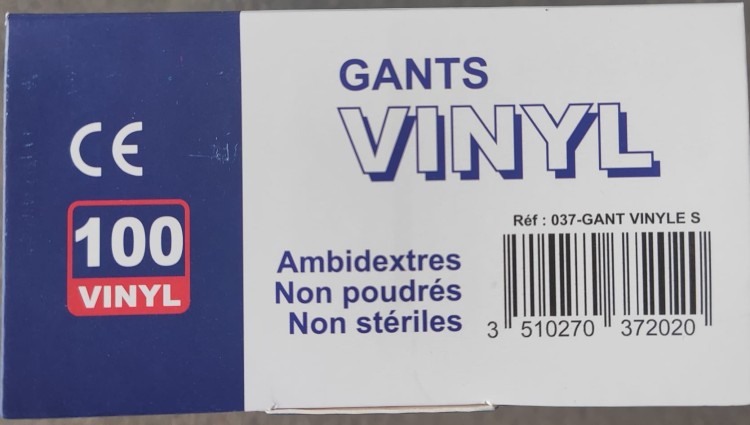 CE
100
VINYL
GANTS
VINYL
Réf : 037-GANT VINYLE S
Ambidextres
Non poudrés
Non stériles
3 510270 372020